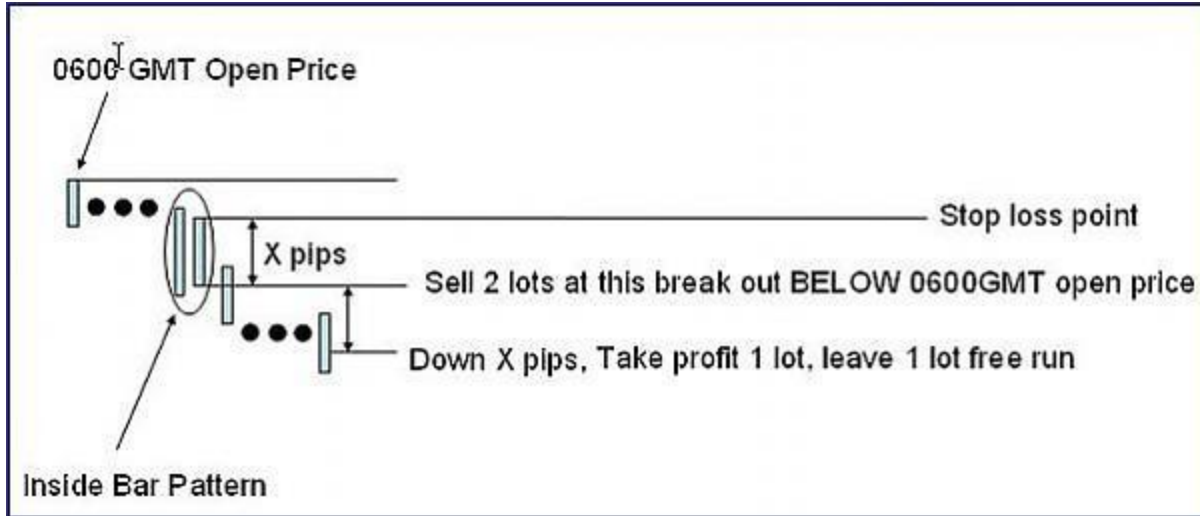 0600 GMT Open Price
Stop loss point
X pips
Sell 2 lots at this break out BELOW 0600GMT open price
Down X pips, Take profit 1 lot, leave 1 lot free run
Inside Bar Pattern